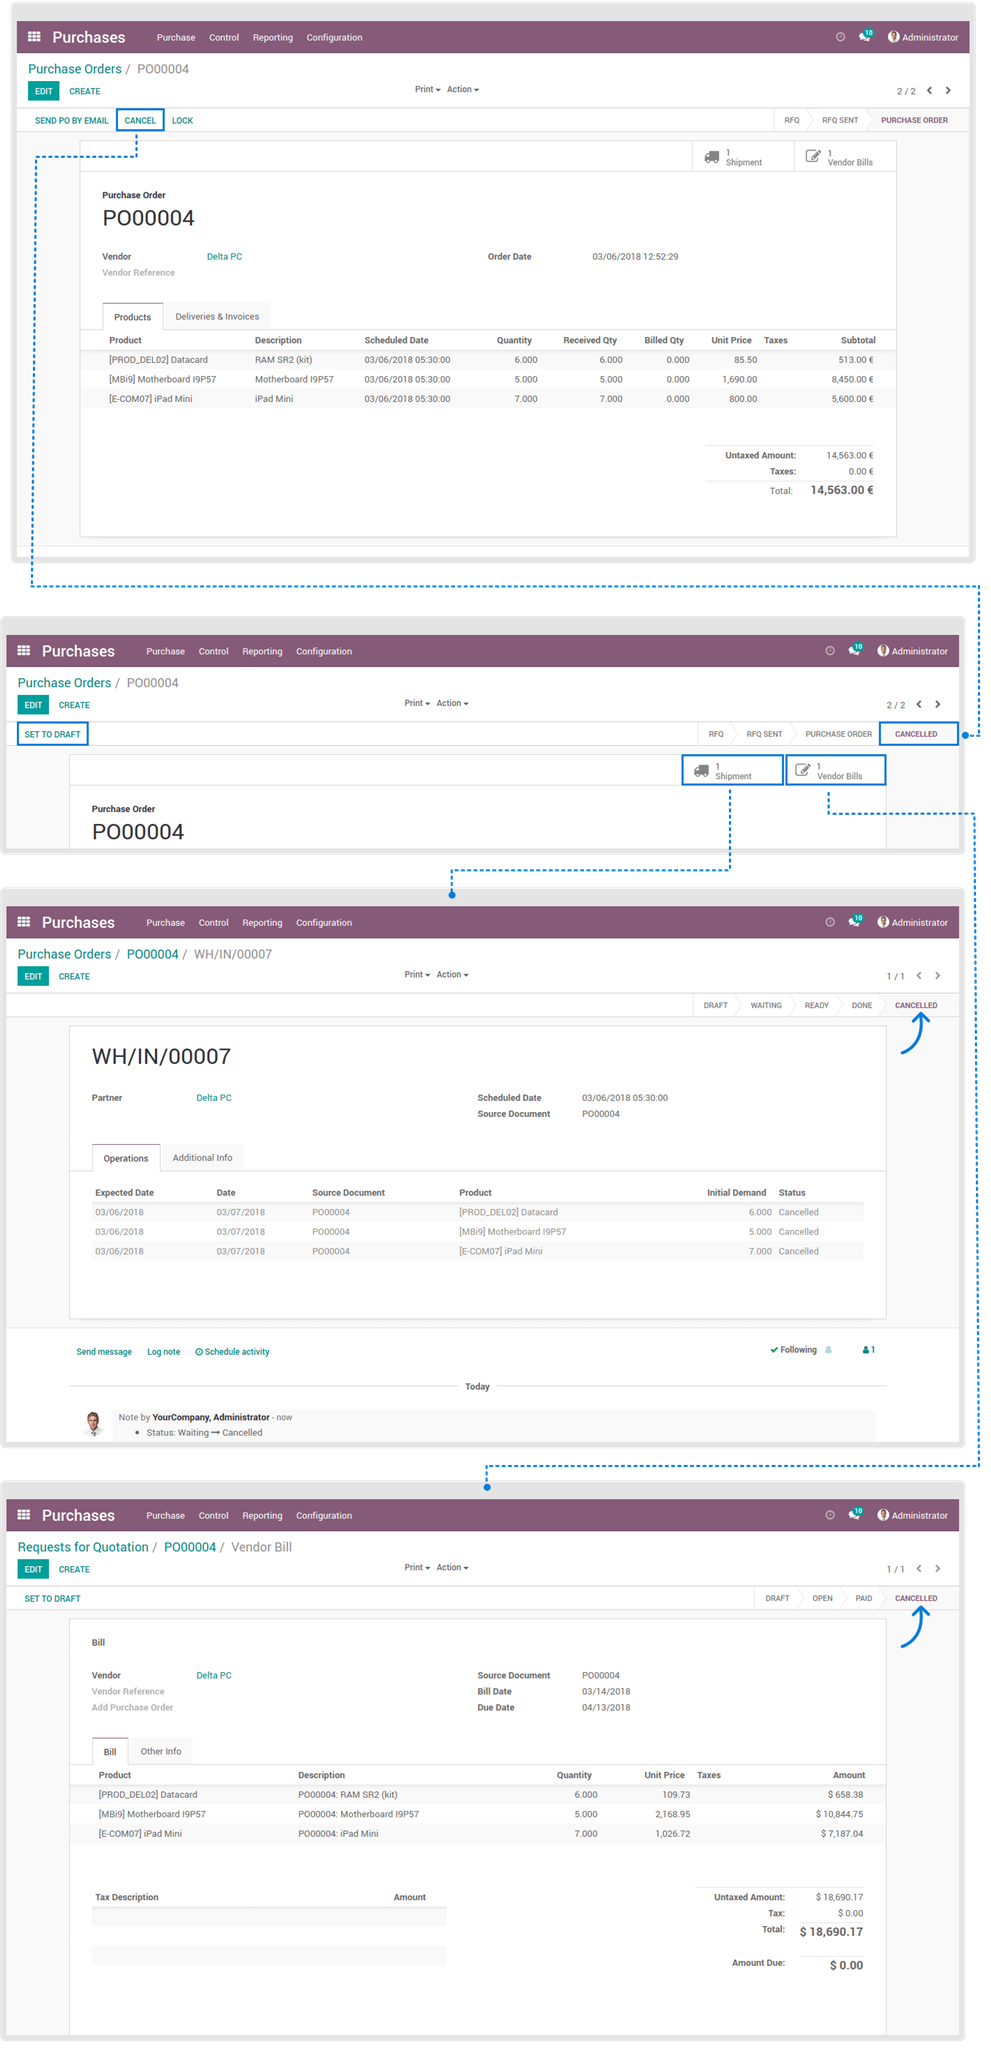 Purchases Purchase Control Reporting Configuration 10 Administrator
Purchase Orders / PO00004
EDIT CREATE Print Action 2 / 2
SEND PO BY EMAIL CANCEL LOCK RFQ RFQ SENT PURCHASE ORDER
1 Shipment 1 Vendor Bills
Purchase Order
PO00004
Vendor Delta PC Order Date 03/06/2018 12:52:29
Vendor Reference
Products Deliveries & Invoices
Product Description Scheduled Date Quantity Received Qty Billed Qty Unit Price Taxes Subtotal
[PROD_DEL02] Datacard RAM SR2 (kit) 03/06/2018 05:30:00 6.000 6.000 0.000 85.50 513.00 €
[MBi9] Motherboard I9P57 Motherboard I9P57 03/06/2018 05:30:00 5.000 5.000 0.000 1,690.00 8,450.00 €
[E-COM07] iPad Mini iPad Mini 03/06/2018 05:30:00 7.000 7.000 0.000 800.00 5,600.00 €
Untaxed Amount: 14,563.00 €
Taxes: 0.00 €
Total: 14,563.00 €
Purchases Purchase Control Reporting Configuration 10 Administrator
Purchase Orders / PO00004
EDIT CREATE Print Action 2 / 2
SET TO DRAFT RFQ RFQ SENT PURCHASE ORDER CANCELLED
1 Shipment 1 Vendor Bills
Purchase Order
PO00004
Purchases Purchase Control Reporting Configuration 10 Administrator
Purchase Orders / PO00004 / WH/IN/00007
EDIT CREATE Print Action 1 / 1
DRAFT WAITING READY DONE CANCELLED
WH/IN/00007
Partner Delta PC Scheduled Date 03/06/2018 05:30:00
Source Document PO00004
Operations Additional Info
Expected Date Date Source Document Product Initial Demand Status
03/06/2018 03/07/2018 PO00004 [PROD_DEL02] Datacard 6.000 Cancelled
03/06/2018 03/07/2018 PO00004 [MBi9] Motherboard I9P57 5.000 Cancelled
03/06/2018 03/07/2018 PO00004 [E-COM07] iPad Mini 7.000 Cancelled
Send message Log note Schedule activity Following 1
Today
Note by YourCompany, Administrator - now
• Status: Waiting → Cancelled
Purchases Purchase Control Reporting Configuration 10 Administrator
Requests for Quotation / PO00004 / Vendor Bill
EDIT CREATE Print Action 1 / 1
SET TO DRAFT DRAFT OPEN PAID CANCELLED
Bill
Vendor Delta PC Source Document PO00004
Vendor Reference Bill Date 03/14/2018
Add Purchase Order Due Date 04/13/2018
Bill Other Info
Product Description Quantity Unit Price Taxes Amount
[PROD_DEL02] Datacard PO00004: RAM SR2 (kit) 6.000 109.73 $ 658.38
[MBi9] Motherboard I9P57 PO00004: Motherboard I9P57 5.000 2,168.95 $ 10,844.75
[E-COM07] iPad Mini PO00004: iPad Mini 7.000 1,026.72 $ 7,187.04
Tax Description Amount Untaxed Amount: $ 18,690.17
Tax: $ 0.00
Total: $ 18,690.17
Amount Due: $ 0.00